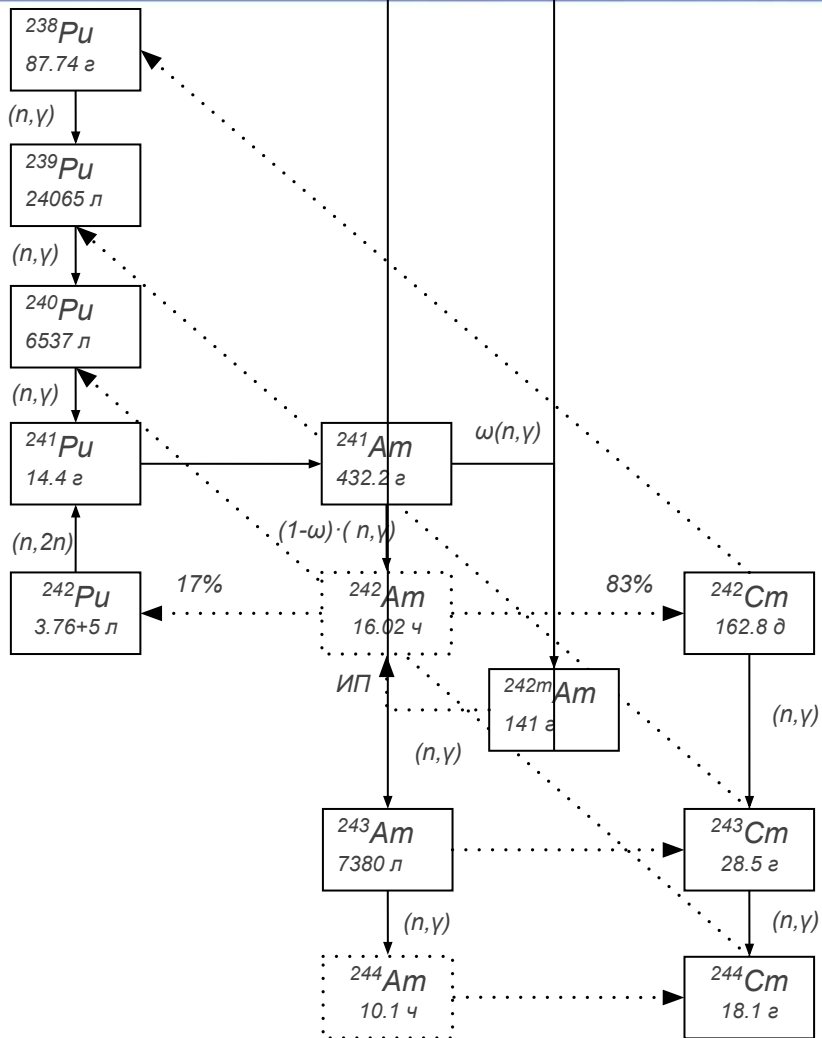 ²³⁸Pu
87.74 г
(n,γ)
²³⁹Pu
24065 л
(n,γ)
²⁴⁰Pu
6537 л
(n,γ)
²⁴¹Pu
14.4 г
²⁴¹Am
432.2 г
ω(n,γ)
(n,2n)
(1-ω)·( n,γ)
²⁴²Pu
3.76+5 л
17%
²⁴²Am
16.02 ч
83%
²⁴²Cm
162.8 д
ИП
²⁴²ᵐAm
141 г
(n,γ)
(n,γ)
²⁴³Am
7380 л
²⁴³Cm
28.5 г
(n,γ)
(n,γ)
²⁴⁴Am
10.1 ч
²⁴⁴Cm
18.1 г